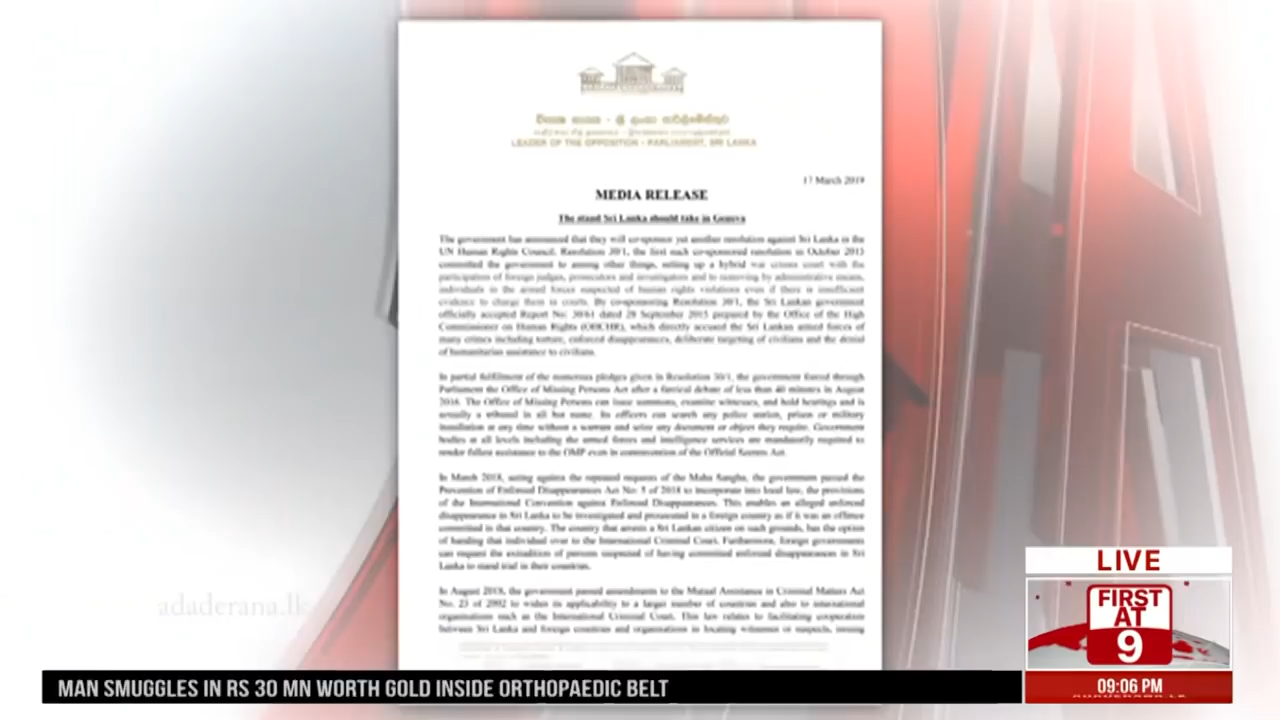 LEADER OF THE OPPOSITION - PARLIAMENT, SRI LANKA
17 March 2019
MEDIA RELEASE
The stand Sri Lanka should take in Geneva
The government has announced that they will co-sponsor yet another resolution against Sri Lanka in the
UN Human Rights Council. Resolution 30/1, the first such co-sponsored resolution in October 2015
committed the government to among other things, setting up a hybrid war crimes court with the
participation of foreign judges, prosecutors and investigators and to removing by administrative means,
individuals in the armed forces suspected of human rights violations even if there is insufficient
evidence to charge them in courts. By co-sponsoring Resolution 30/1, the Sri Lankan government
officially accepted Report No: 30/61 dated 28 September 2015 prepared by the Office of the High
Commissioner on Human Rights (OHCHR), which directly accused the Sri Lankan armed forces of
many crimes including torture, enforced disappearances, deliberate targeting of civilians and the denial
of humanitarian assistance to civilians.
In partial fulfillment of the numerous pledges given in Resolution 30/1, the government forced through
Parliament the Office of Missing Persons Act after a farcical debate of less than 40 minutes in August
2016. The Office of Missing Persons can issue summons, examine witnesses, and hold hearings and is
actually a tribunal in all but name. Its officers can search any police station, prison or military
installation at any time without a warrant and seize any document or object they require. Government
bodies at all levels including the armed forces and intelligence services are mandatorily required to
render fullest assistance to the OMP even in contravention of the Official Secrets Act.
In March 2018, acting against the repeated requests of the Maha Sangha, the government passed the
Prevention of Enforced Disappearances Act No: 5 of 2018 to incorporate into local law, the provisions
of the International Convention against Enforced Disappearances. This enables an alleged enforced
disappearance in Sri Lanka to be investigated and prosecuted in a foreign country as if it was an offence
committed in that country. The country that arrests a Sri Lankan citizen on such grounds, has the option
of handing that individual over to the International Criminal Court. Furthermore, foreign governments
can request the extradition of persons suspected of having committed enforced disappearances in Sri
Lanka to stand trial in their countries.
In August 2018, the government passed amendments to the Mutual Assistance in Criminal Matters Act
No. 25 of 2002 to widen its applicability to a larger number of countries and also to international
organisations such as the International Criminal Court. This law relates to facilitating cooperation
between Sri Lanka and foreign countries and organisations in locating witnesses or suspects, issuing
adaderana.lk
LIVE
FIRST
AT
9
09:06 PM
MAN SMUGGLES IN RS 30 MN WORTH GOLD INSIDE ORTHOPAEDIC BELT